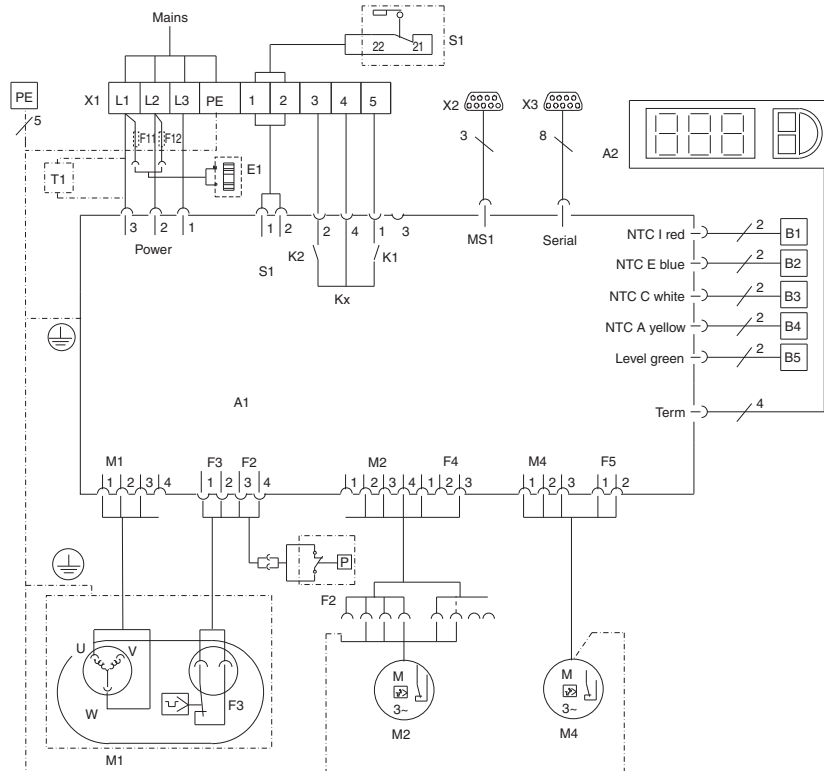 Mains
22 21 S1
PE
X1 L1 L2 L3 PE 1 2 3 4 5
X2 X3
A2
5
F11 F12
3 8
T1
E1
3 2 1 1 2 2 4 1 3
Power
S1
K2 K1
Kx
MS1 Serial
NTC I red 2 B1
NTC E blue 2 B2
NTC C white 2 B3
NTC A yellow 2 B4
Level green 2 B5
A1
Term 4
M1 F3 F2 M2 F4 M4 F5
1 2 3 4 1 2 3 4 1 2 3 4 1 2 3 1 2 3 1 2
P
F2
U V
W
F3
M
3~
M
3~
M1
M2
M4